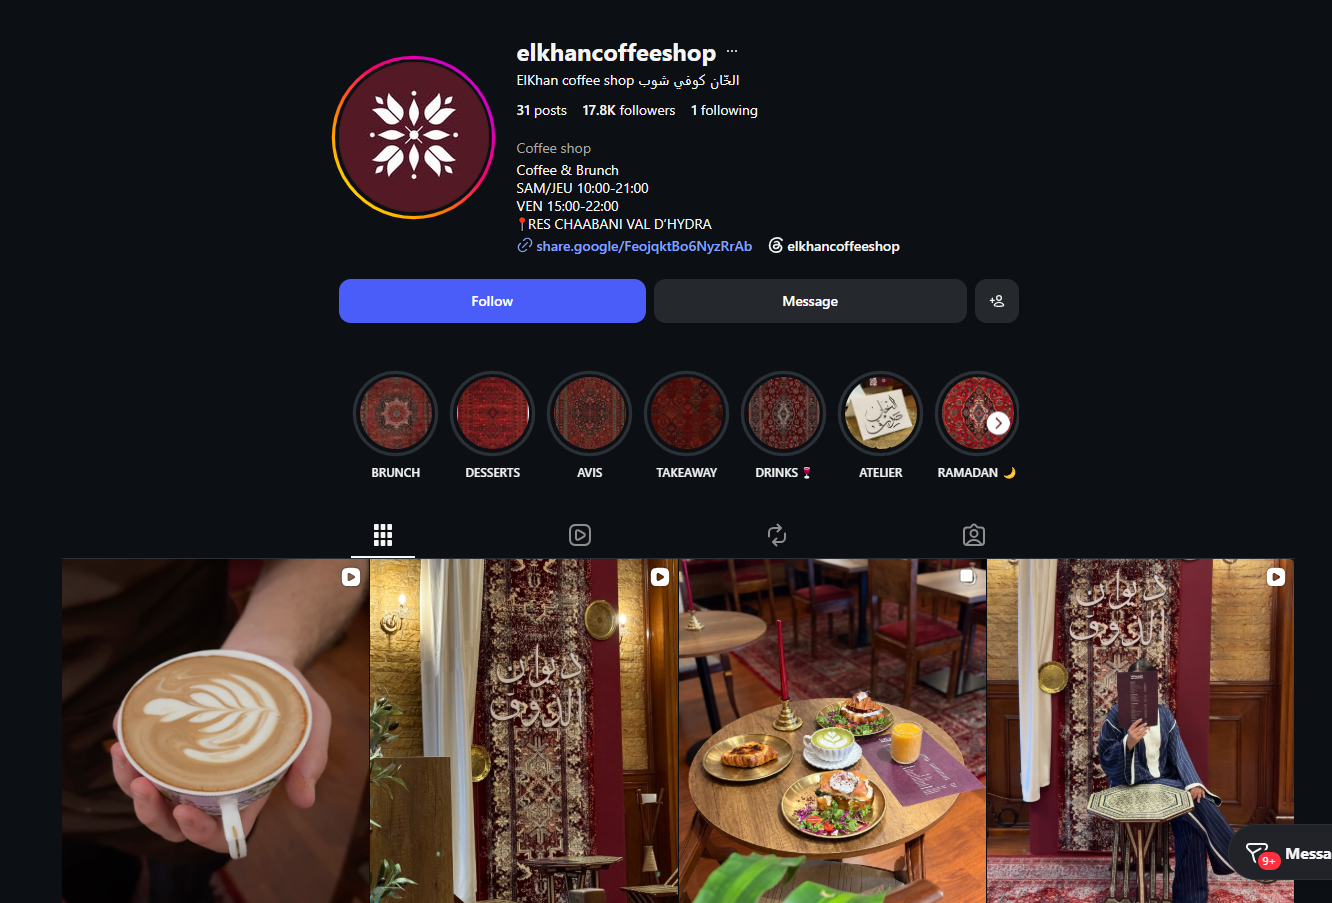 elkhancoffeeshop ...
ElKhan coffee shop الخّان كوفي شوب
31 posts 17.8K followers 1 following
Coffee shop
Coffee & Brunch
SAM/JEU 10:00-21:00
VEN 15:00-22:00
📍RES CHAABANI VAL D'HYDRA
share.google/FeojqktBo6NyzRrAb elkhancoffeeshop
Follow Message
BRUNCH DESSERTS AVIS TAKEAWAY DRINKS🍷 ATELIER RAMADAN 🌙
ديوان
الذوق
ديوان
الذوق
9+ Messa